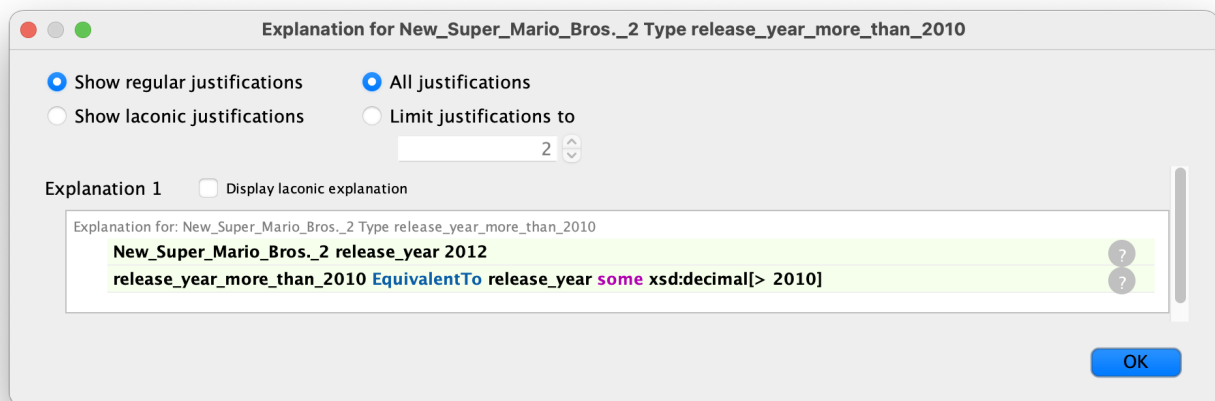 Explanation for New_Super_Mario_Bros._2 Type release_year_more_than_2010
Show regular justifications All justifications
Show laconic justifications Limit justifications to
2
Explanation 1 Display laconic explanation
Explanation for: New_Super_Mario_Bros._2 Type release_year_more_than_2010
New_Super_Mario_Bros._2 release_year 2012 ?
release_year_more_than_2010 EquivalentTo release_year some xsd:decimal[> 2010] ?
OK